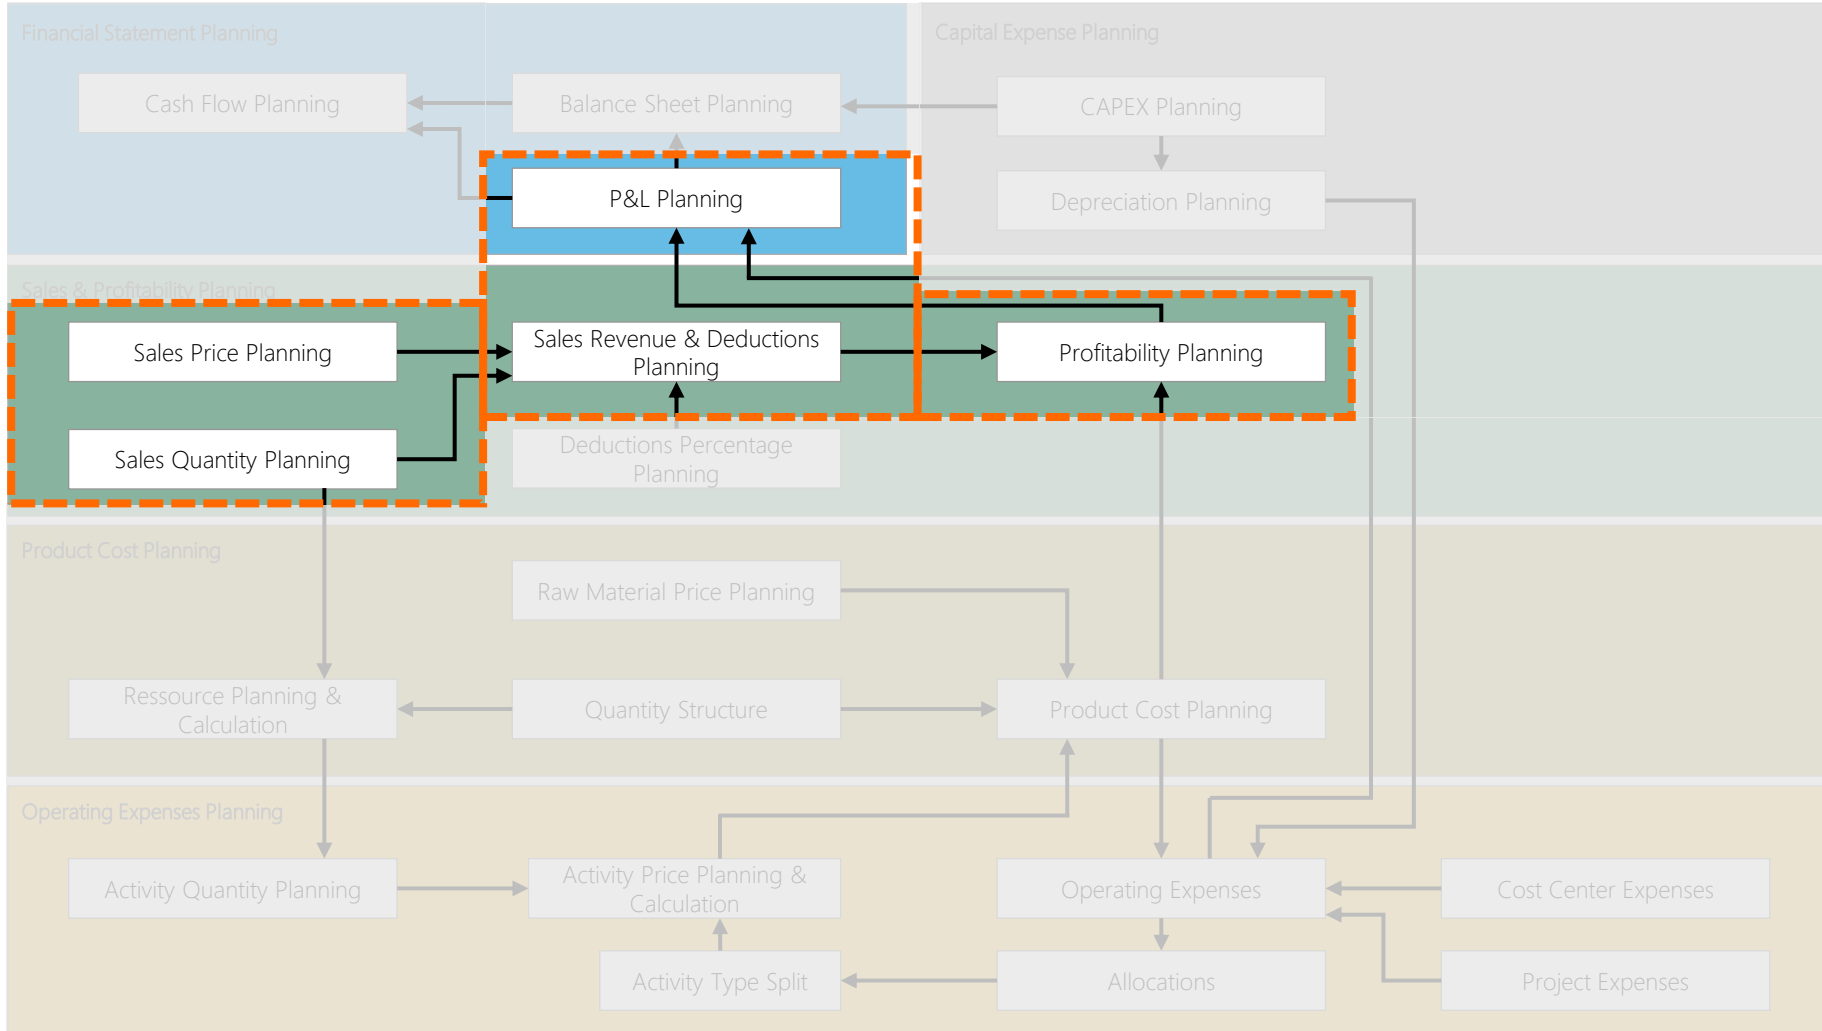 Financial Statement Planning
Capital Expense Planning
Cash Flow Planning
Balance Sheet Planning
CAPEX Planning
P&L Planning
Depreciation Planning
Sales & Profitability Planning
Sales Price Planning
Sales Revenue & Deductions
Planning
Profitability Planning
Sales Quantity Planning
Deductions Percentage
Planning
Product Cost Planning
Raw Material Price Planning
Ressource Planning &
Calculation
Quantity Structure
Product Cost Planning
Operating Expenses Planning
Activity Quantity Planning
Activity Price Planning &
Calculation
Operating Expenses
Cost Center Expenses
Activity Type Split
Allocations
Project Expenses